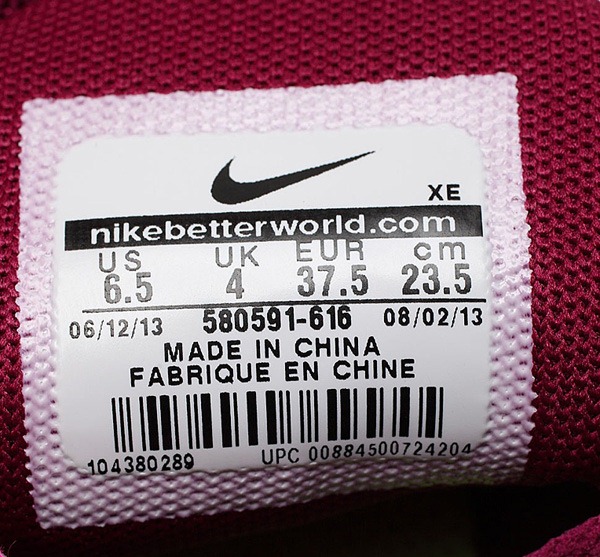 XE
nikebetterworld.com
US UK EUR cm
6.5 4 37.5 23.5
06/12/13 580591-616 08/02/13
MADE IN CHINA
FABRIQUE EN CHINE
104380289 UPC 00884500724204